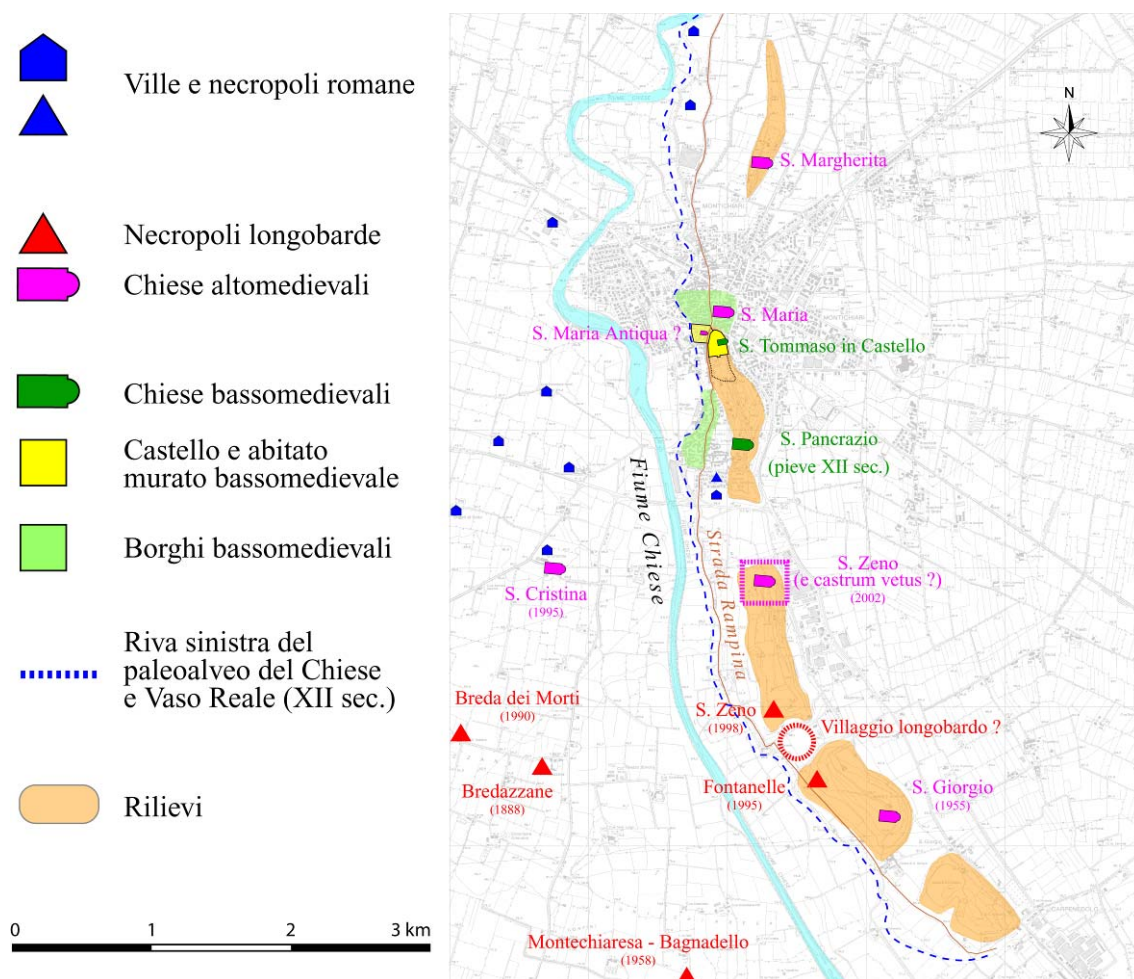 Ville e necropoli romane
Necropoli longobarde
Chiese altomedievali
Chiese bassomedievali
Castello e abitato
murato bassomedievale
Borghi bassomedievali
Riva sinistra del
paleoalveo del Chiese
e Vaso Reale (XII sec.)
Rilievi
0 1 2 3 km
N
S. Margherita
MONTICHIARI
S. Maria
S. Maria Antiqua ?
S. Tommaso in Castello
S. Pancrazio
(pieve XII sec.)
Fiume Chiese
Strada Rampina
S. Zeno
(e castrum vetus ?)
(2002)
S. Cristina
(1995)
Breda dei Morti
(1990)
S. Zeno
(1998)
Villaggio longobardo ?
Bredazzane
(1888)
Fontanelle
(1995)
S. Giorgio
(1955)
CARPENEDOLO
Montechiaresa - Bagnadello
(1958)